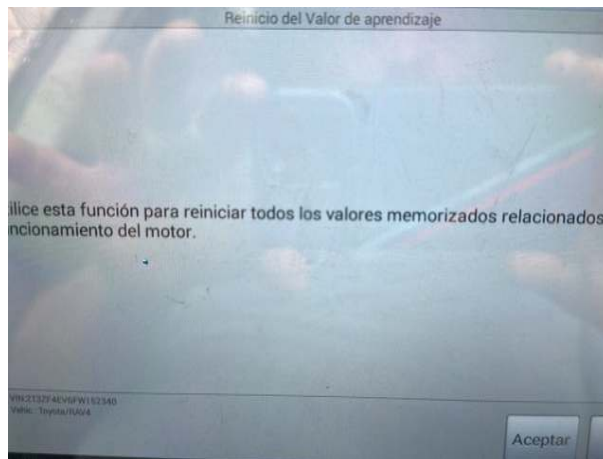 Reinicio del Valor de aprendizaje
ilice esta función para reiniciar todos los valores memorizados relacionados
ncionamiento del motor.
Vehic.: Toyota/RAV4
Aceptar